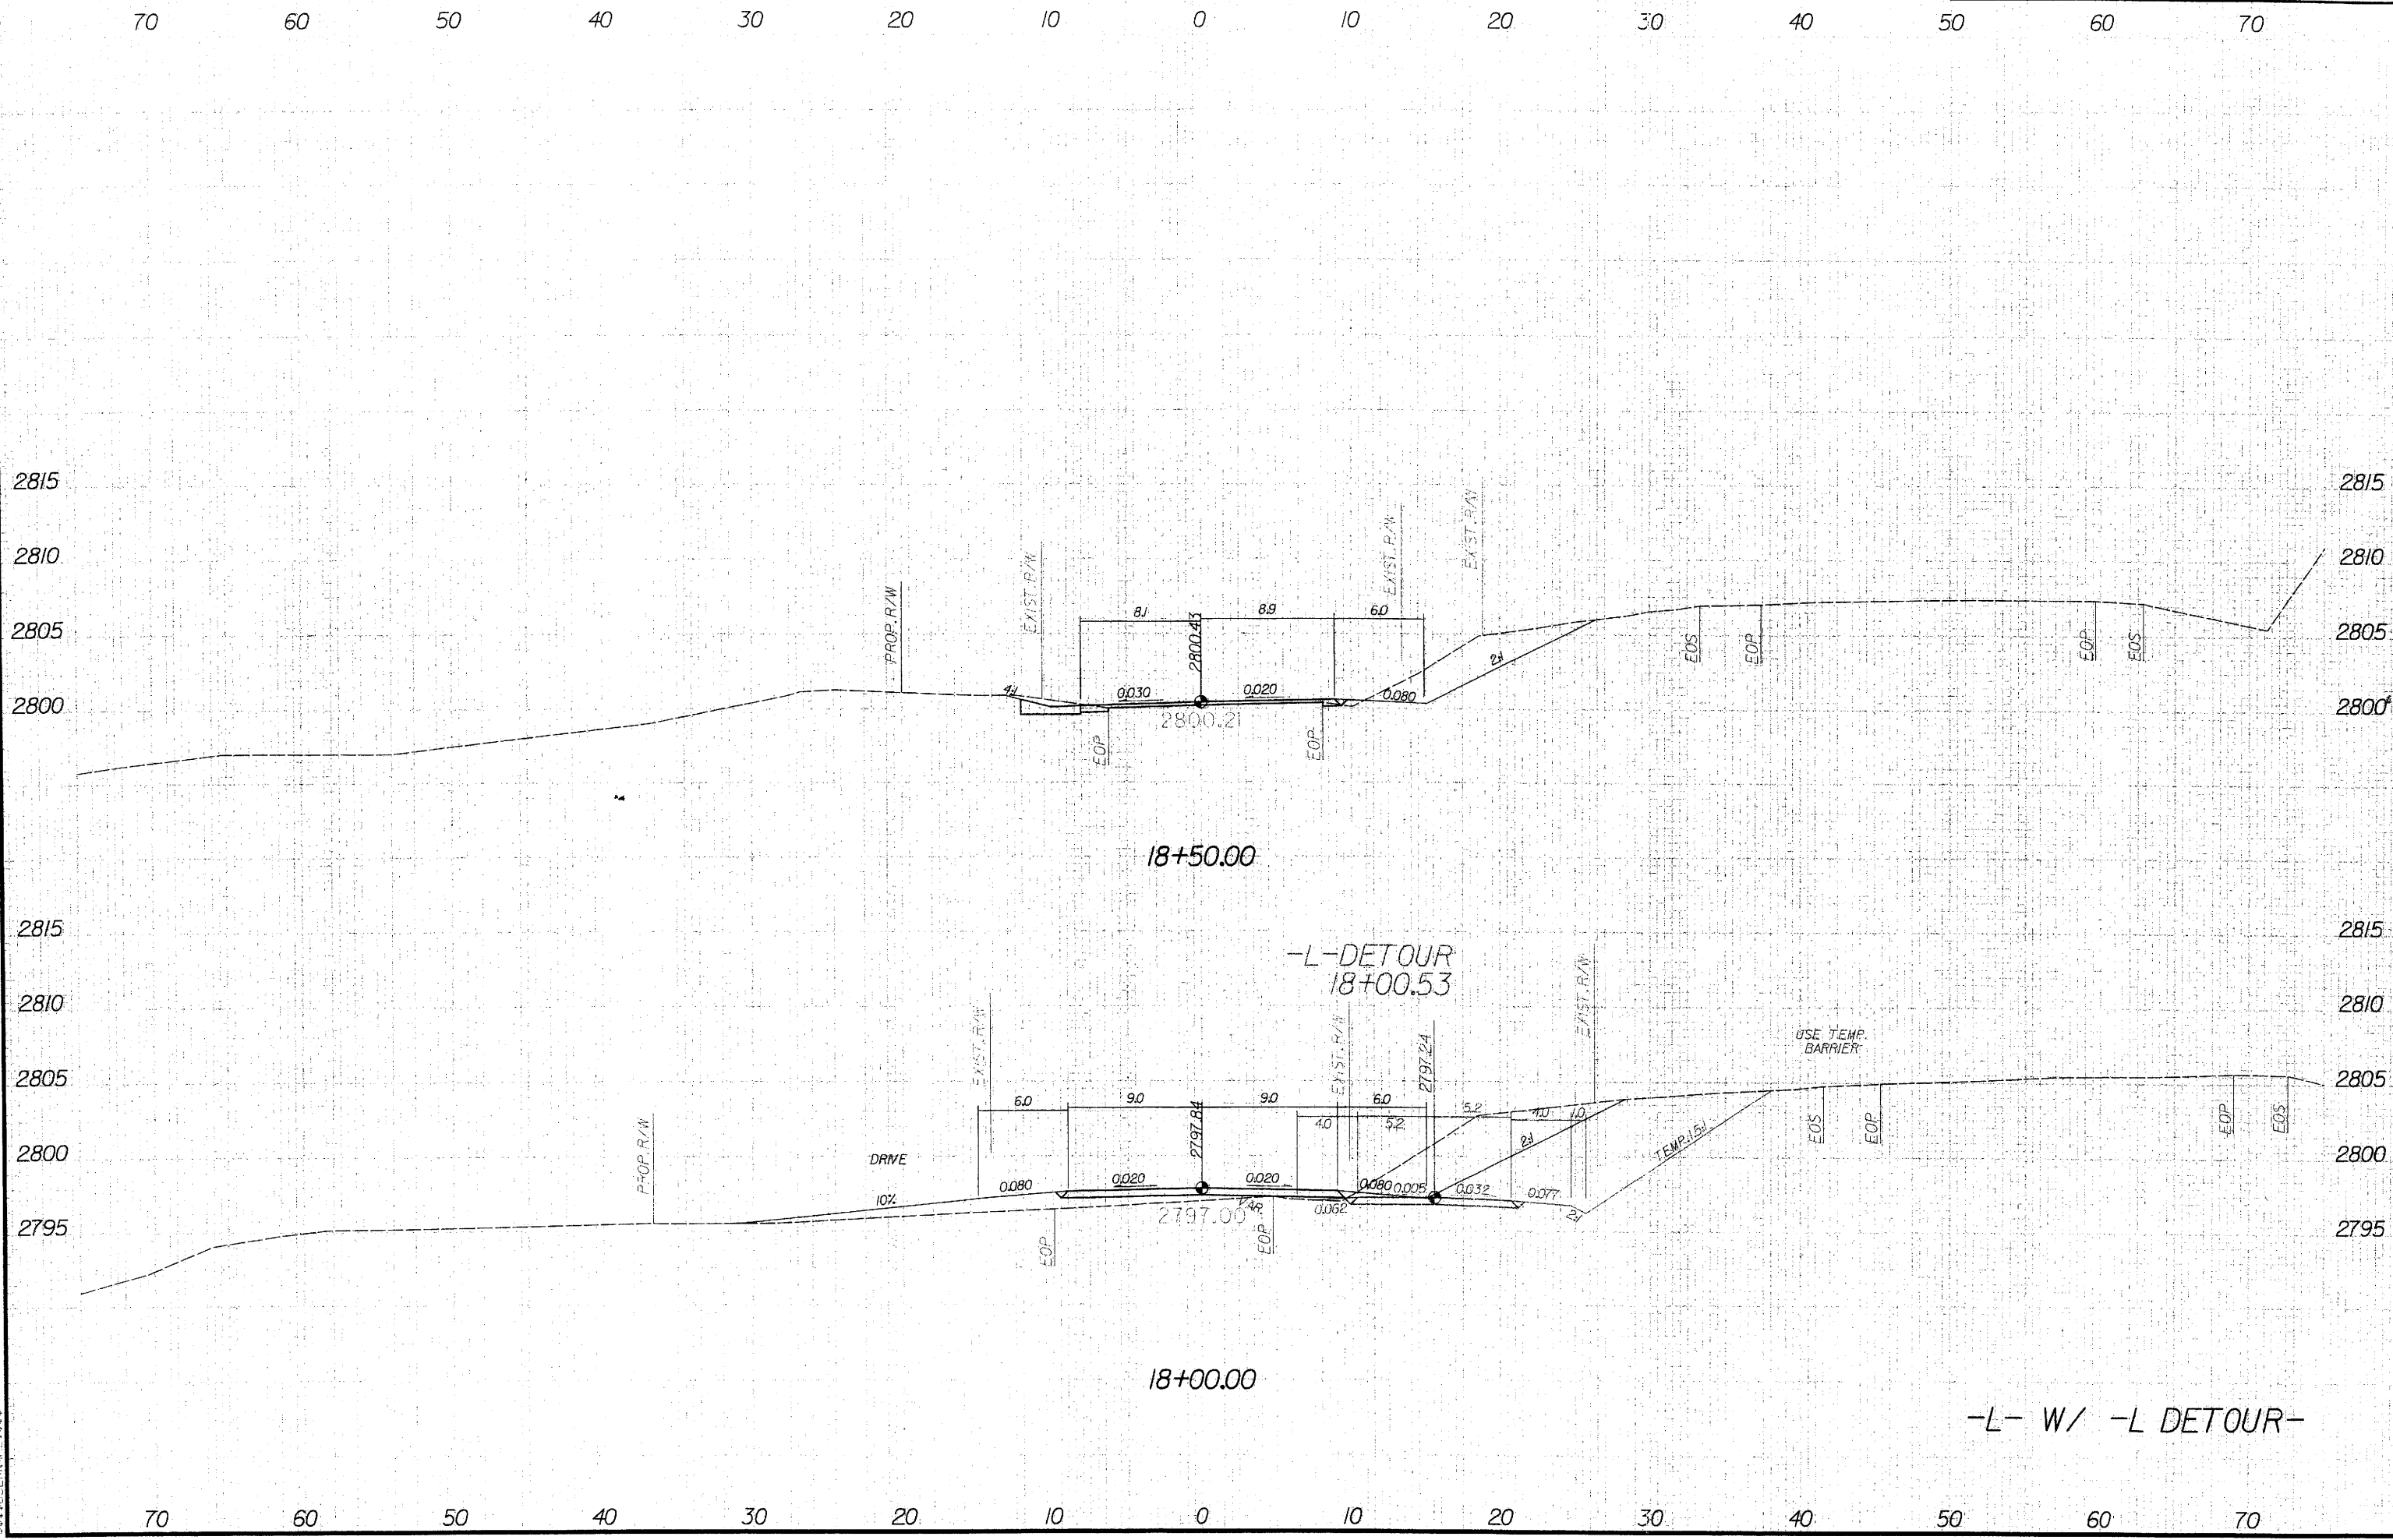 70 60 50 40 30 20 10 0 10 20 30 40 50 60 70
2815 2815
EXIST. R/W
EXIST. R/W
2810 2810
EXIST. R/W
PROP. R/W
8.1 8.9 6.0
2805 2805
2800.43
2:1
EOS EOP EOP EOS
4:1 0.030 0.020 0.080
2800 2800
2800.21
EOP EOP
18+50.00
2815 2815
-L-DETOUR
18+00.53
EXIST. R/W
2810 2810
EXIST. R/W
EXIST. R/W
USE TEMP.
BARRIER
2797.24
2805 2805
6.0 9.0 9.0 6.0
5.2 4.0 1.0
4.0 5.2
2797.84
PROP. R/W
2:1
EOS EOP EOP EOS
TEMP. 1.5:1
2800 2800
DRIVE
10% 0.080 0.020 0.020 0.080 0.005 0.032 0.077
VAR. 0.062
2:1
2797.00
2795 2795
EOP EOP
18+00.00
-L- W/ -L DETOUR-
70 60 50 40 30 20 10 0 10 20 30 40 50 60 70